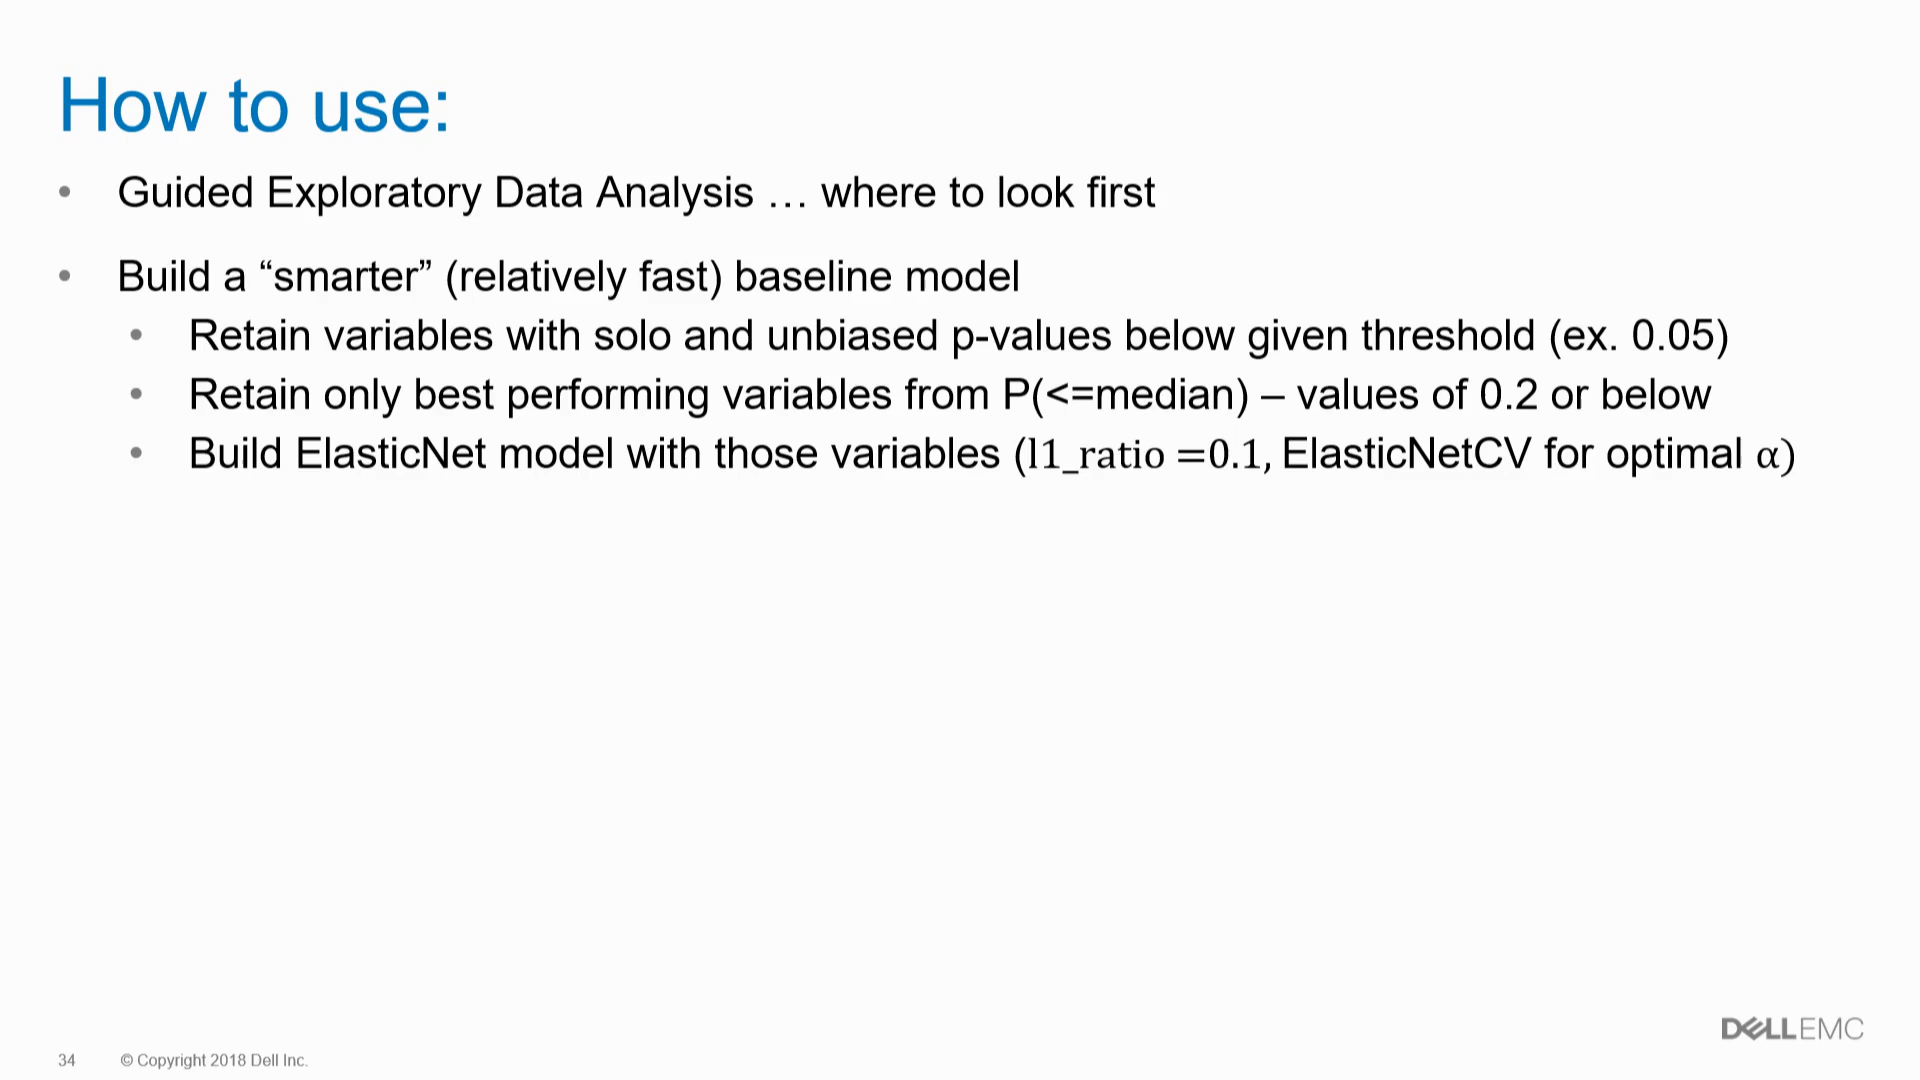 How to use:
• Guided Exploratory Data Analysis … where to look first
• Build a “smarter” (relatively fast) baseline model
• Retain variables with solo and unbiased p-values below given threshold (ex. 0.05)
• Retain only best performing variables from P(<=median) – values of 0.2 or below
• Build ElasticNet model with those variables (l1_ratio =0.1, ElasticNetCV for optimal α)
DELLEMC
34 © Copyright 2018 Dell Inc.